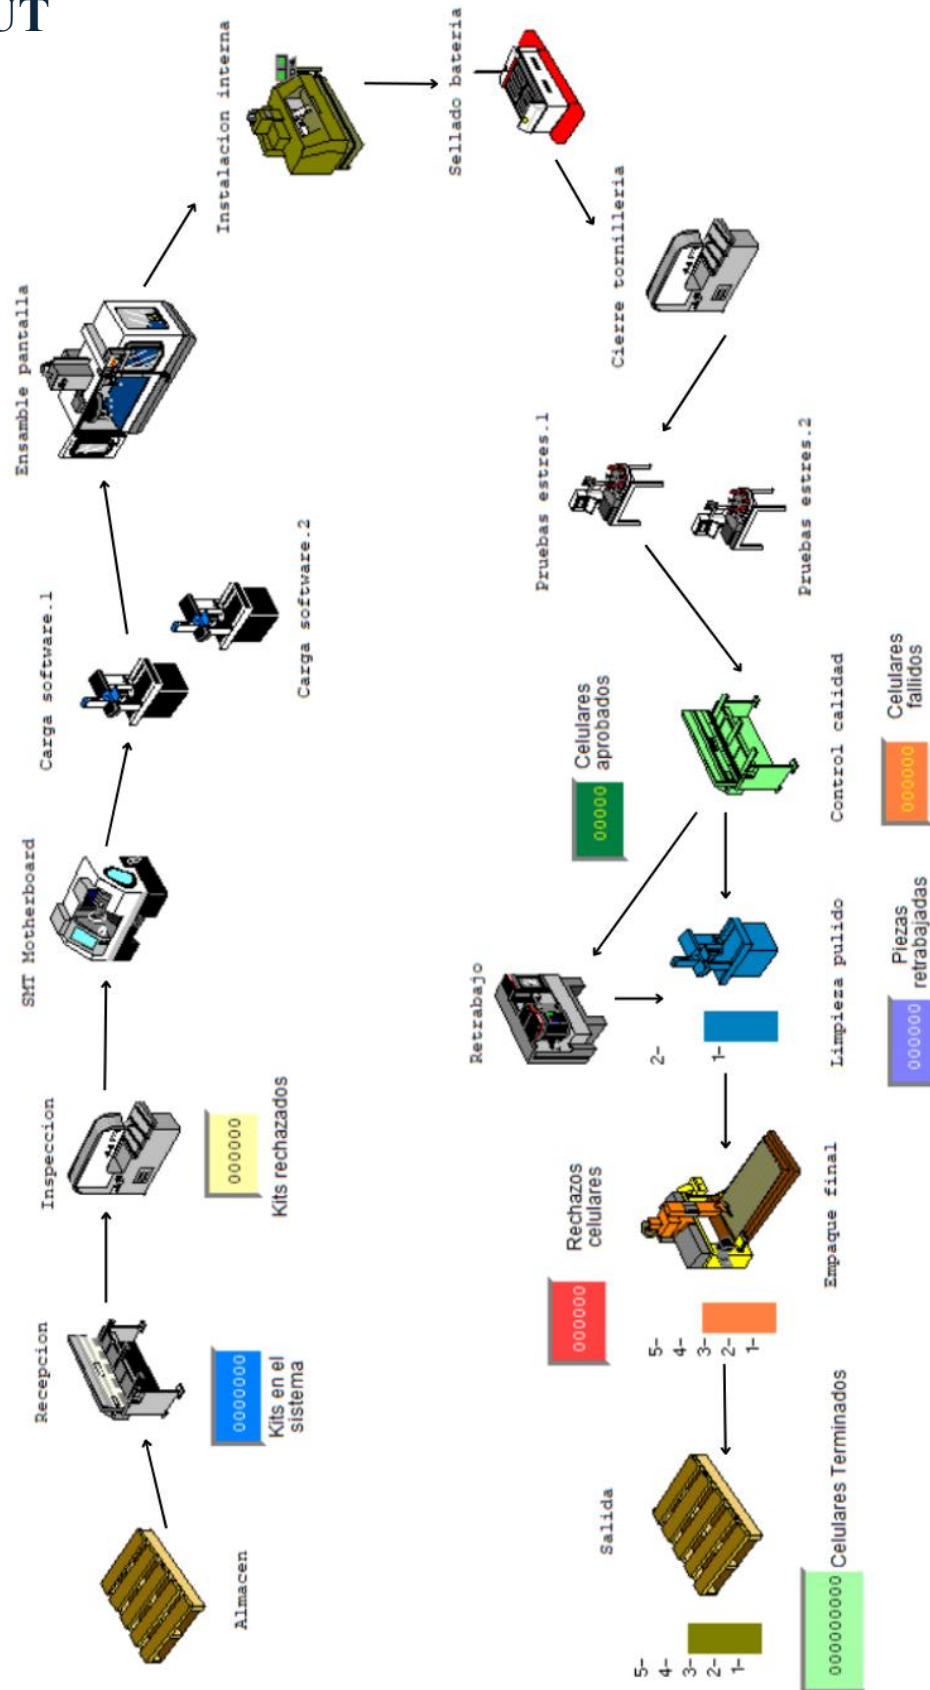 UT
Almacen
Recepcion
0000000
Kits en el
sistema
Inspeccion
000000
Kits rechazados
SMT Motherboard
Carga software.1
Carga software.2
Ensamble pantalla
Instalacion interna
Sellado bateria
Cierre tornilleria
Pruebas estres.1
Pruebas estres.2
Control calidad
00000
Celulares
aprobados
000000
Celulares
fallidos
Retrabajo
Limpieza pulido
2-
1-
000000
Piezas
retrabajadas
Empaque final
5-
4-
3-
2-
1-
000000
Rechazos
celulares
Salida
5-
4-
3-
2-
1-
000000000
Celulares Terminados